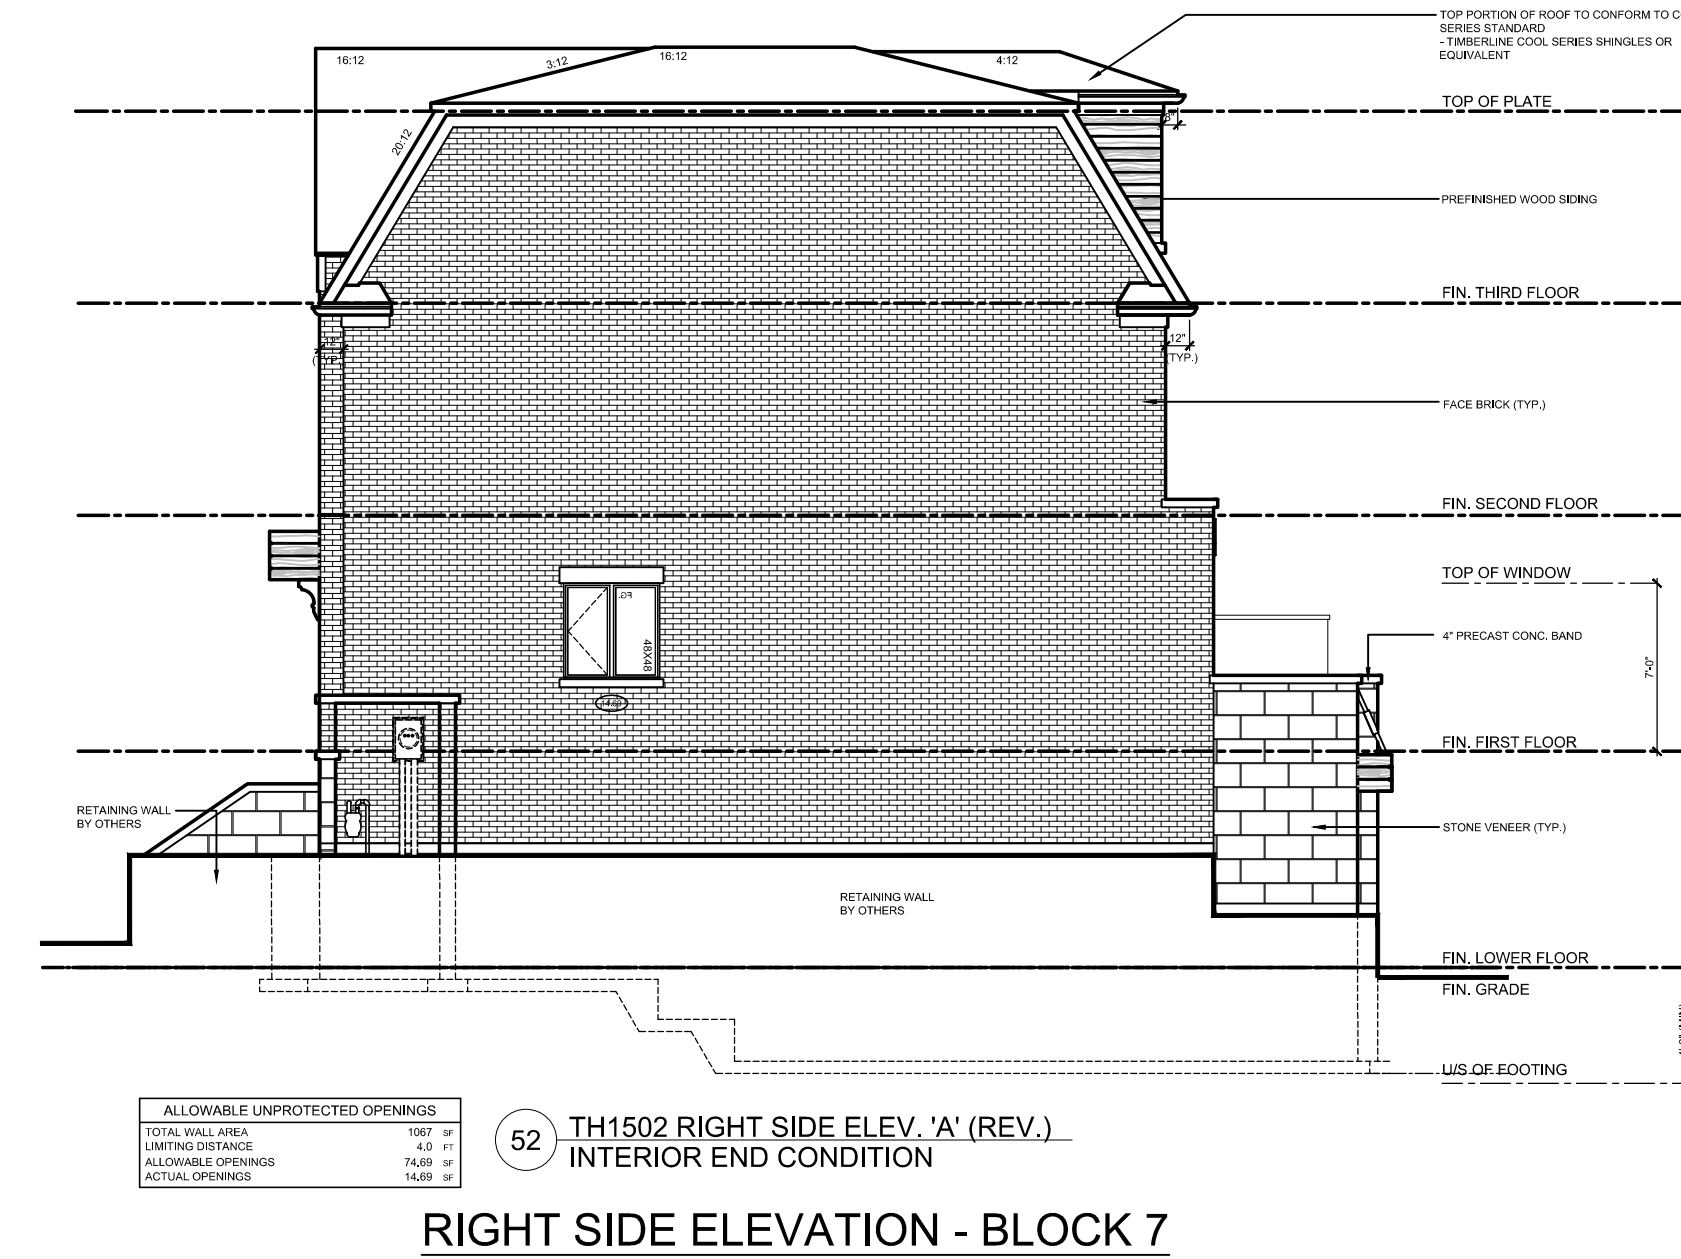 TOP PORTION OF ROOF TO CONFORM TO C
SERIES STANDARD
- TIMBERLINE COOL SERIES SHINGLES OR
EQUIVALENT
16:12
3:12
16:12
4:12
TOP OF PLATE
8"
20:12
PREFINISHED WOOD SIDING
FIN. THIRD FLOOR
12"
(TYP.)
12"
(TYP.)
FACE BRICK (TYP.)
FIN. SECOND FLOOR
TOP OF WINDOW
FG.
48X48
14.69
4" PRECAST CONC. BAND
7'-0"
FIN. FIRST FLOOR
RETAINING WALL
BY OTHERS
STONE VENEER (TYP.)
RETAINING WALL
BY OTHERS
FIN. LOWER FLOOR
FIN. GRADE
U/S OF FOOTING
ALLOWABLE UNPROTECTED OPENINGS
TOTAL WALL AREA 1067 SF
LIMITING DISTANCE 4.0 FT
ALLOWABLE OPENINGS 74.69 SF
ACTUAL OPENINGS 14.69 SF
52
TH1502 RIGHT SIDE ELEV. 'A' (REV.)
INTERIOR END CONDITION
RIGHT SIDE ELEVATION - BLOCK 7